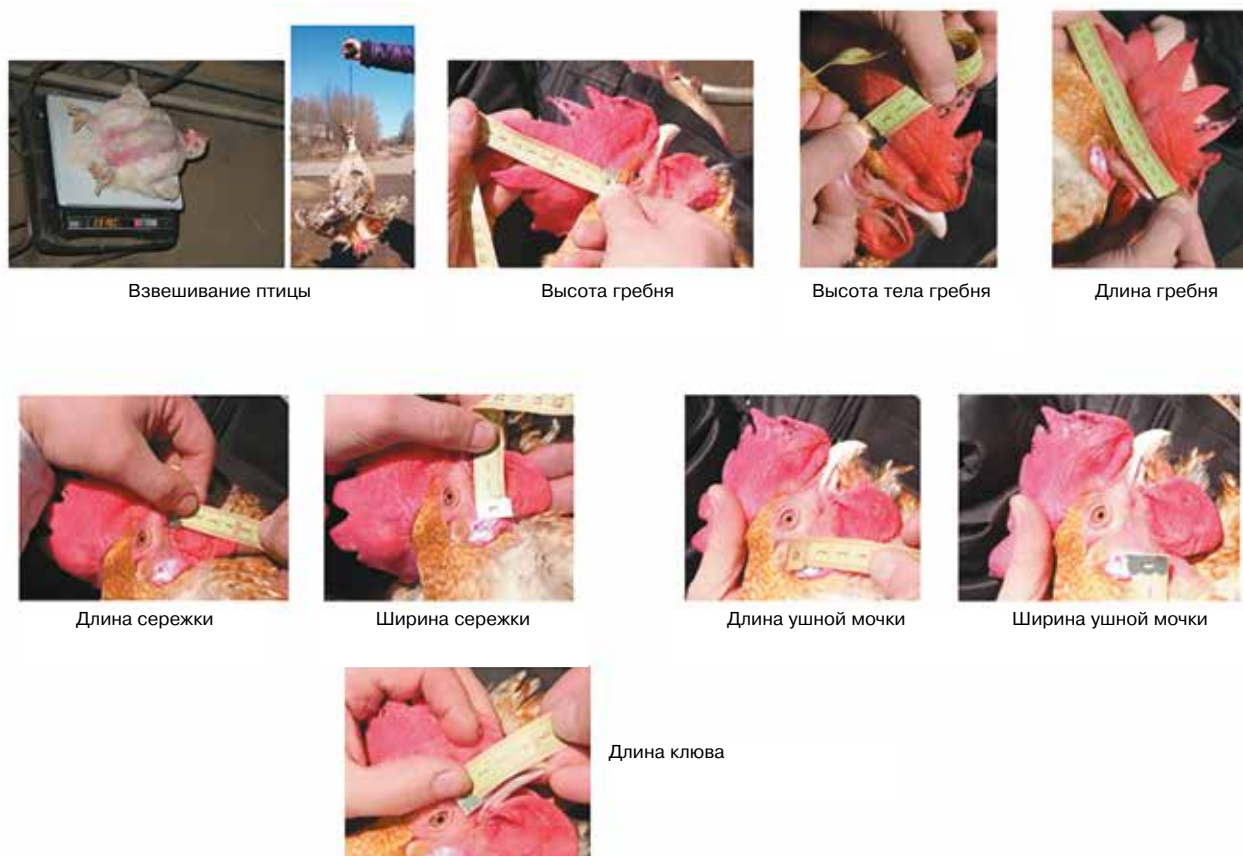 Взвешивание птицы
Высота гребня
Высота тела гребня
Длина гребня
Длина сережки
Ширина сережки
Длина ушной мочки
Ширина ушной мочки
Длина клюва